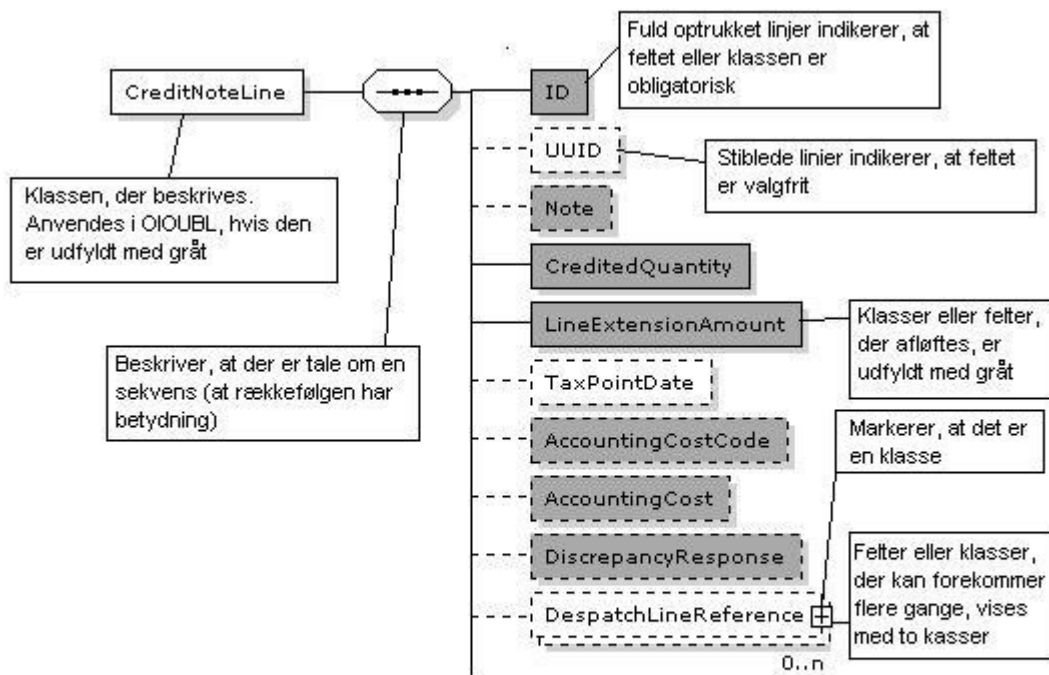 Fuld optrukket linjer indikerer, at
feltet eller klassen er
obligatorisk
CreditNoteLine
ID
UUID
Stiblede linier indikerer, at feltet
er valgfrit
Klassen, der beskrives.
Anvendes i OIOUBL, hvis den
er udfyldt med gråt
Note
CreditedQuantity
LineExtensionAmount
Klasser eller felter,
der afløftes, er
udfyldt med gråt
Beskriver, at der er tale om en
sekvens (at rækkefølgen har
betydning)
TaxPointDate
AccountingCostCode
Markerer, at det er
en klasse
AccountingCost
DiscrepancyResponse
Felter eller klasser,
der kan forekommer
flere gange, vises
med to kasser
DespatchLineReference
0..n